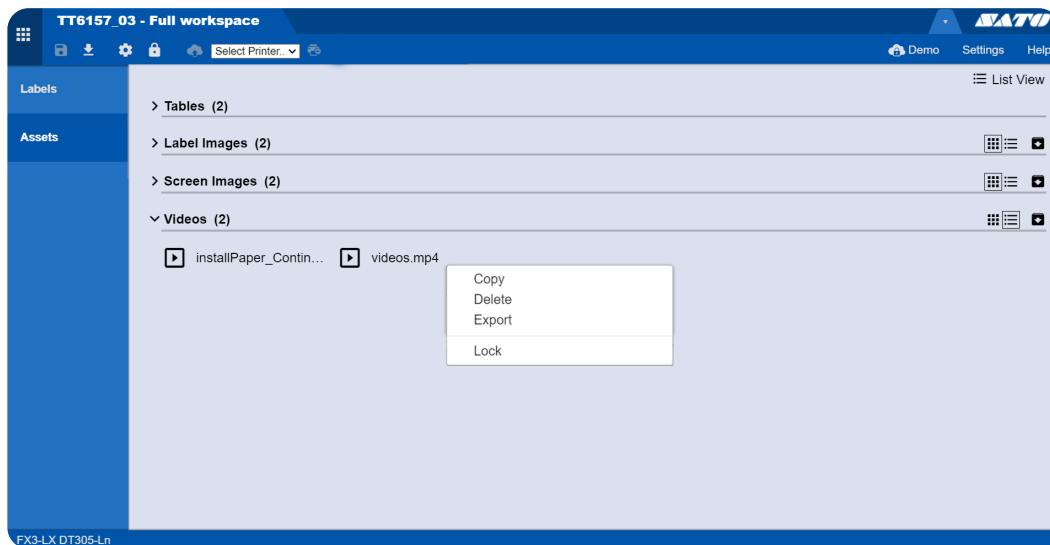 TT6157_03 - Full workspace
SATO
Select Printer..
Demo Settings Help
Labels
Assets
List View
Tables (2)
Label Images (2)
Screen Images (2)
Videos (2)
installPaper_Contin... videos.mp4
Copy
Delete
Export
Lock
FX3-LX DT305-Ln